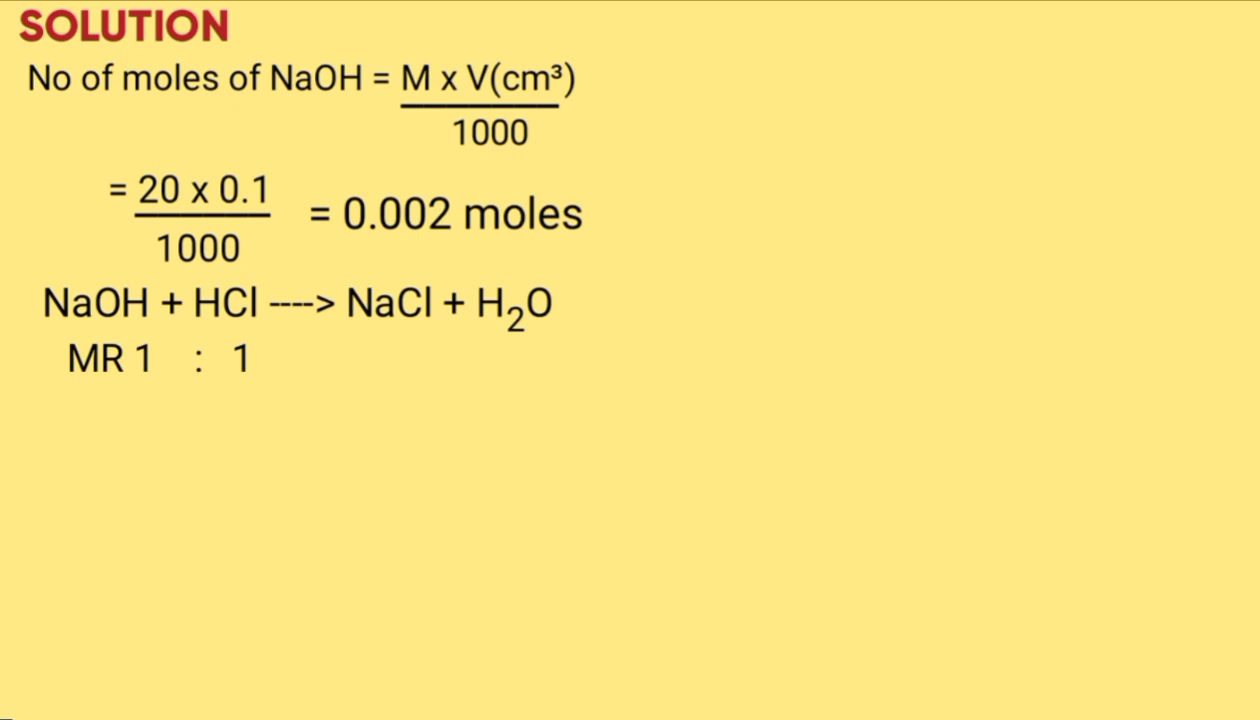 SOLUTION
No of moles of NaOH = M x V(cm³)
1000
= 20 x 0.1
1000
= 0.002 moles
NaOH + HCl ----> NaCl + H₂O
MR 1 : 1